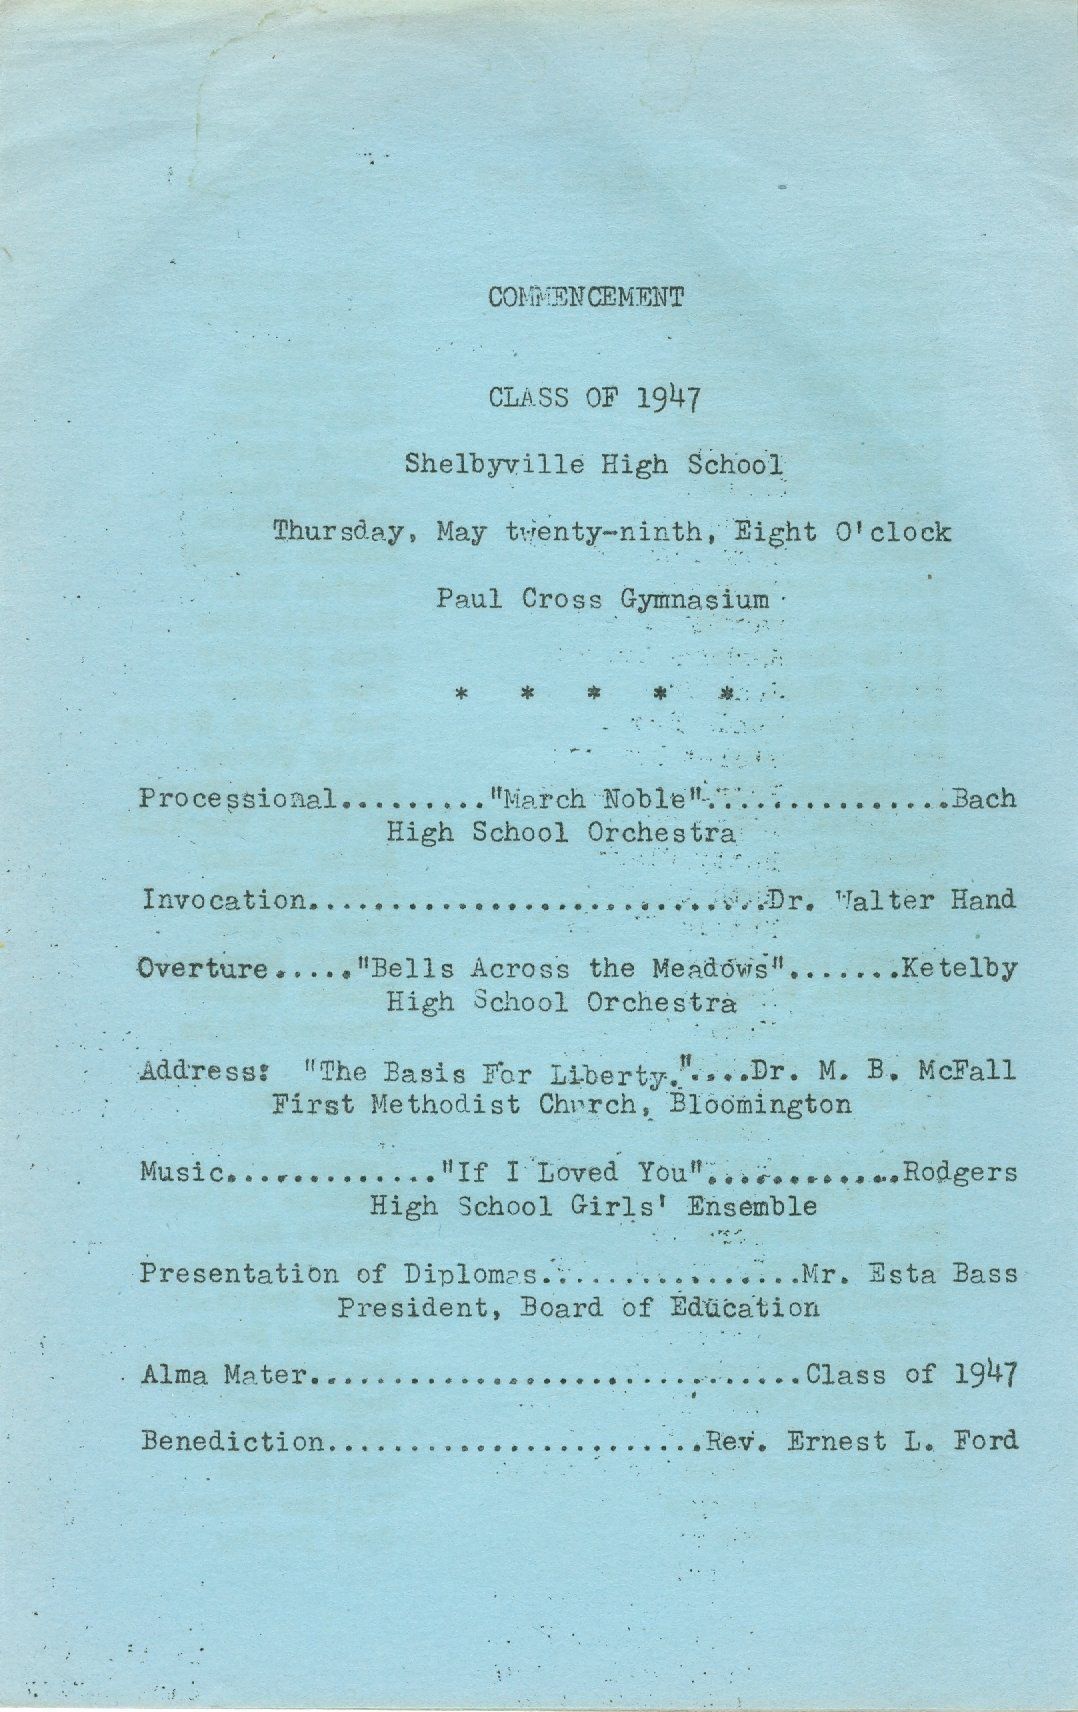 COMMENCEMENT
CLASS OF 1947
Shelbyville High School
Thursday, May twenty-ninth, Eight O'clock
Paul Cross Gymnasium
* * * * *
Processional........."March Noble"...............Bach
High School Orchestra
Invocation............................Dr. Walter Hand
Overture....."Bells Across the Meadows".......Ketelby
High School Orchestra
Address: "The Basis For Liberty."....Dr. M. B. McFall
First Methodist Church, Bloomington
Music............."If I Loved You"............Rodgers
High School Girls' Ensemble
Presentation of Diplomas................Mr. Esta Bass
President, Board of Education
Alma Mater..............................Class of 1947
Benediction.......................Rev. Ernest L. Ford